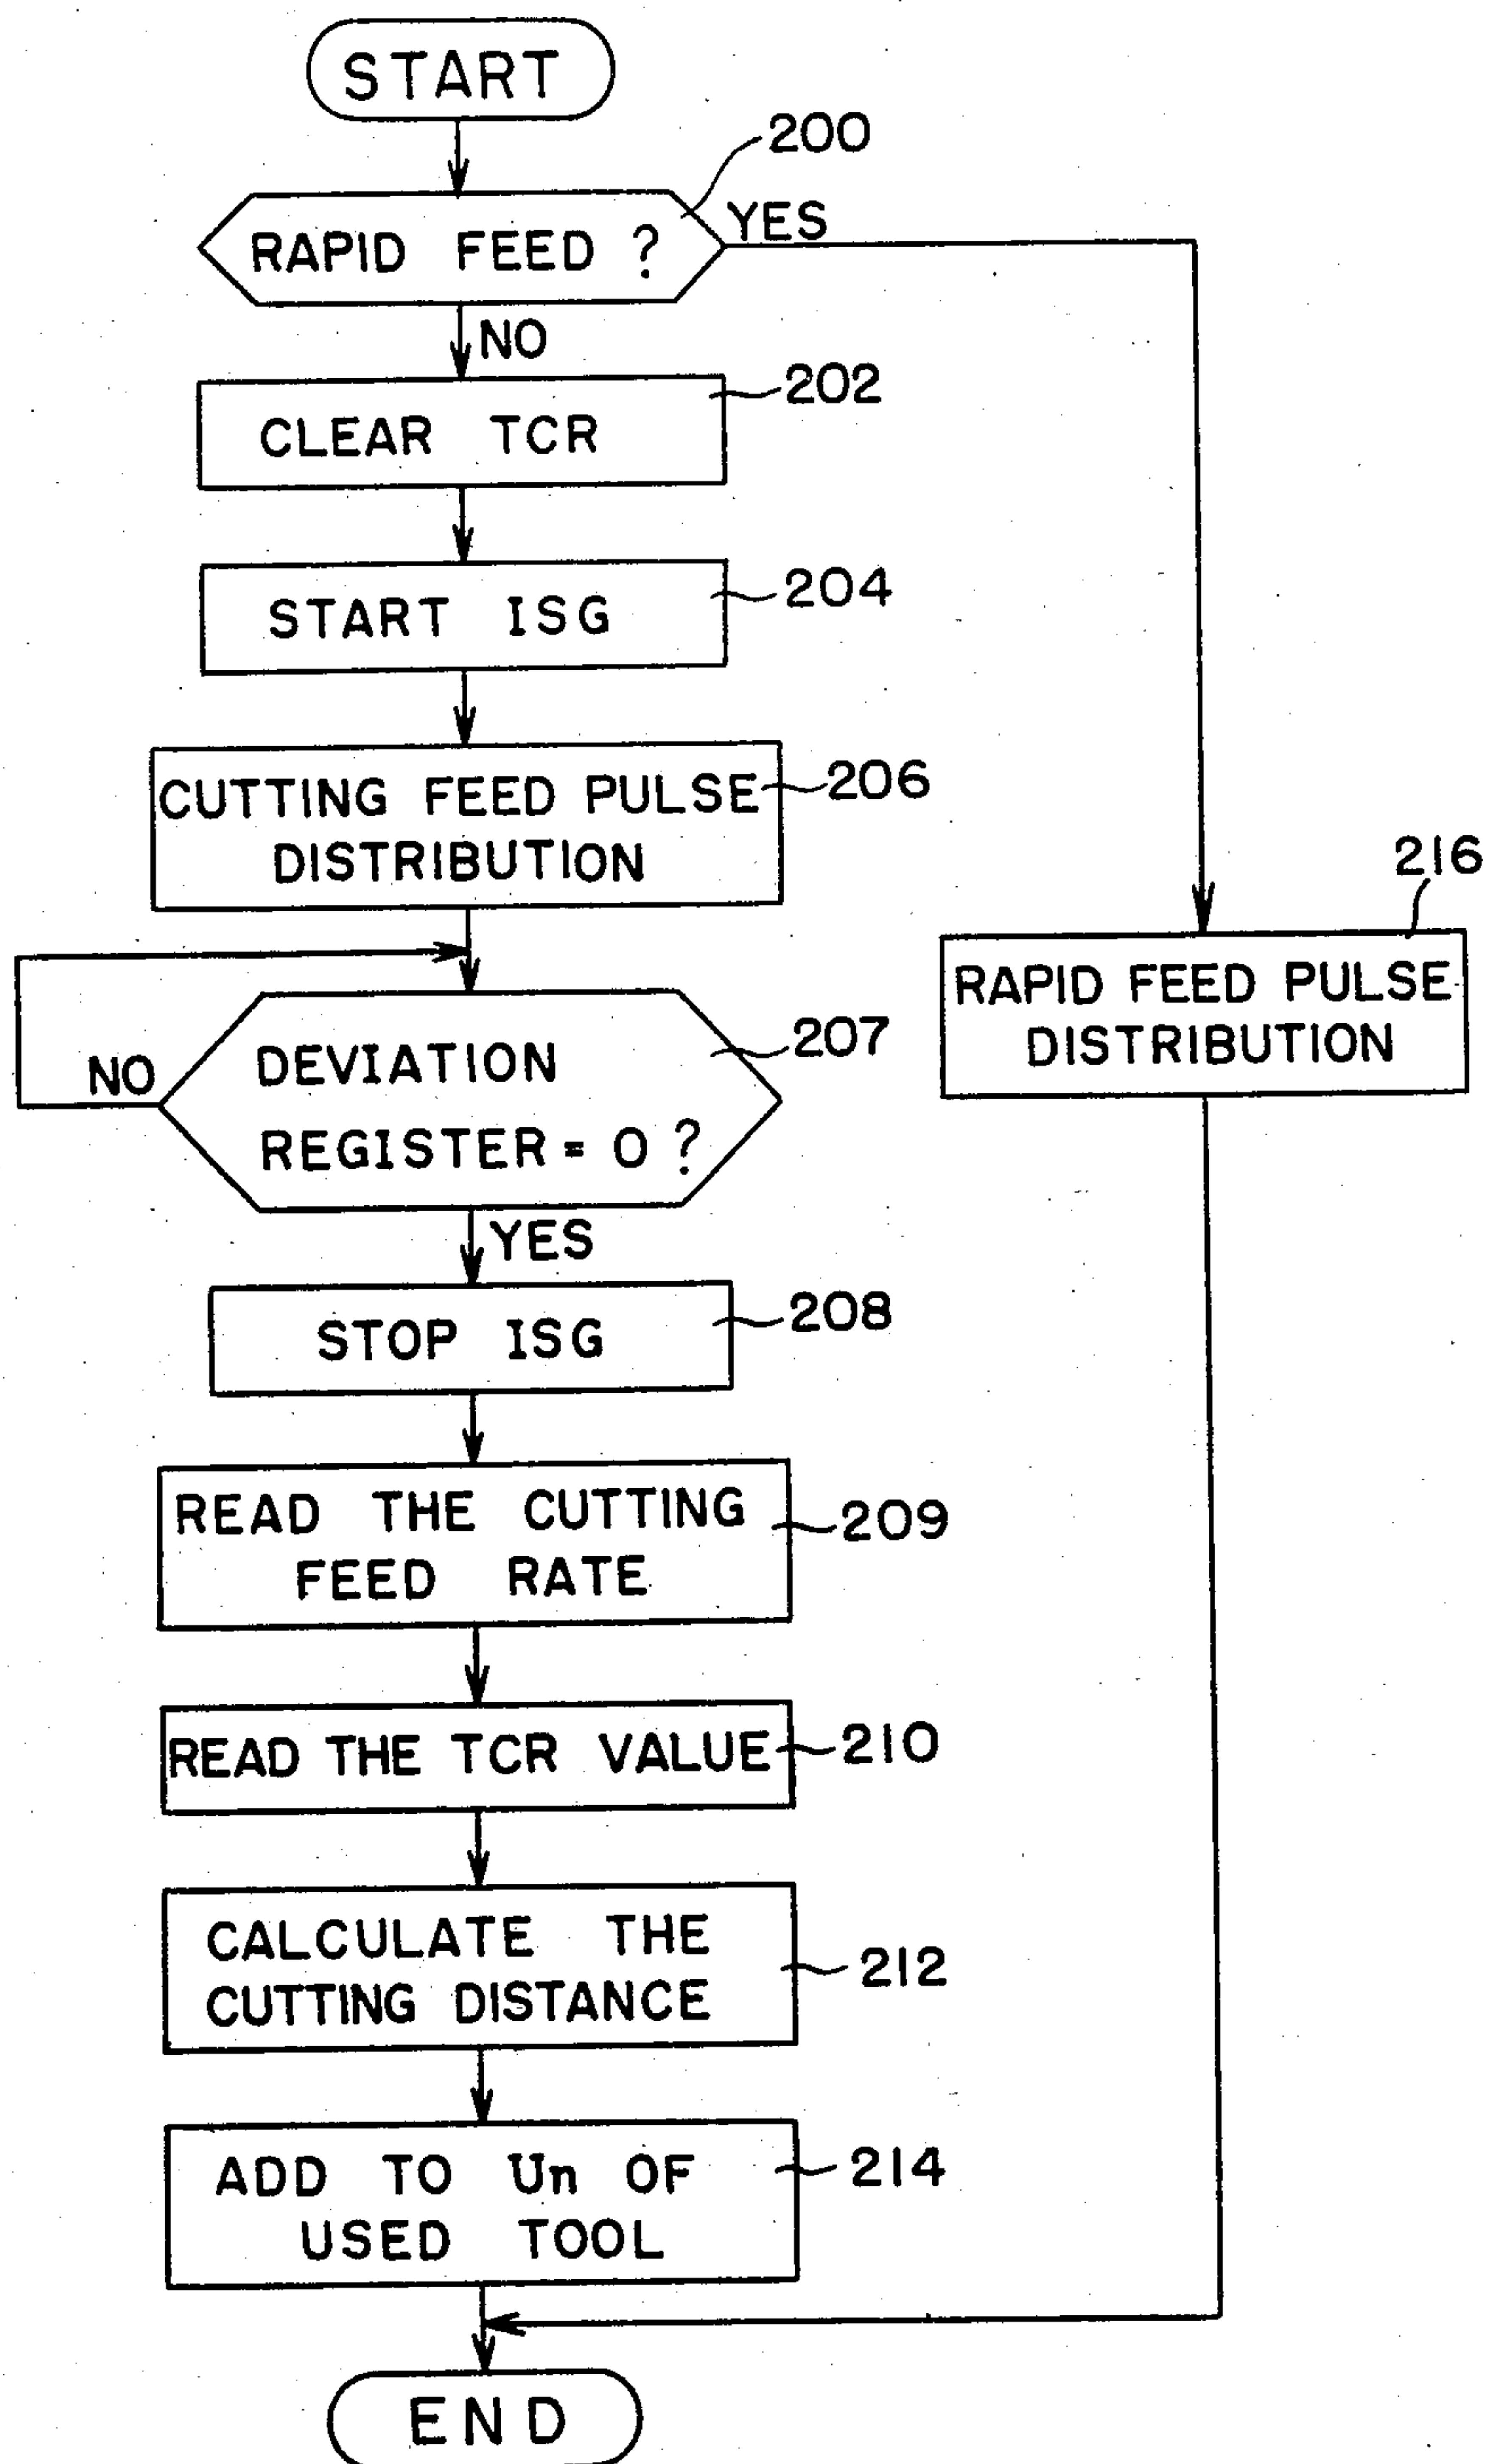 START
200
RAPID FEED ?
YES
NO
CLEAR TCR
202
START ISG
204
CUTTING FEED PULSE
DISTRIBUTION
206
RAPID FEED PULSE
DISTRIBUTION
216
DEVIATION
REGISTER = 0 ?
207
NO
YES
STOP ISG
208
READ THE CUTTING
FEED RATE
209
READ THE TCR VALUE
210
CALCULATE THE
CUTTING DISTANCE
212
ADD TO Un OF
USED TOOL
214
END